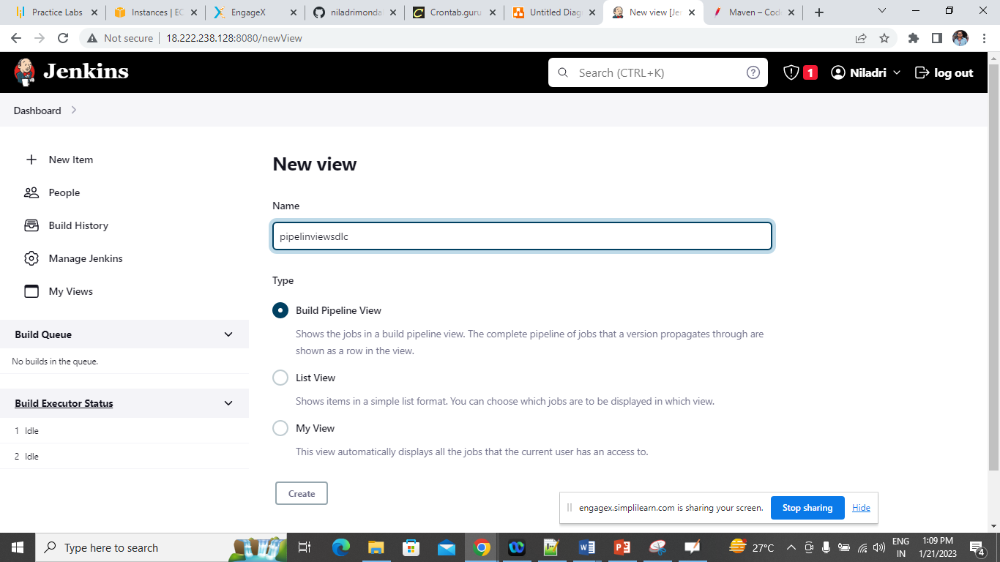 Practice Labs
Instances | EC
EngageX
niladrimonda
Crontab.guru
Untitled Diag
New view [Jen
Maven – Cod
Not secure
18.222.238.128:8080/newView
Jenkins
Search (CTRL+K)
1
Niladri
log out
Dashboard
New Item
People
Build History
Manage Jenkins
My Views
Build Queue
No builds in the queue.
Build Executor Status
1 Idle
2 Idle
New view
Name
pipelinviewsdlc
Type
Build Pipeline View
Shows the jobs in a build pipeline view. The complete pipeline of jobs that a version propagates through are
shown as a row in the view.
List View
Shows items in a simple list format. You can choose which jobs are to be displayed in which view.
My View
This view automatically displays all the jobs that the current user has an access to.
Create
engagex.simplilearn.com is sharing your screen.
Stop sharing
Hide
Type here to search
27°C
ENG
IN
1:09 PM
1/21/2023
4